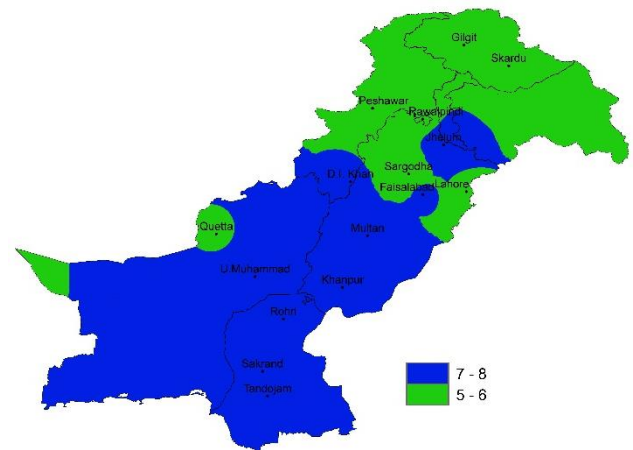 Gilgit
Skardu
Peshawar
Rawalpindi
Jhelum
Sargodha
D.I. Khan
Faisalabad
Lahore
Quetta
Multan
U.Muhammad
Khanpur
Rohri
Sakrand
Tandojam
7 - 8
5 - 6